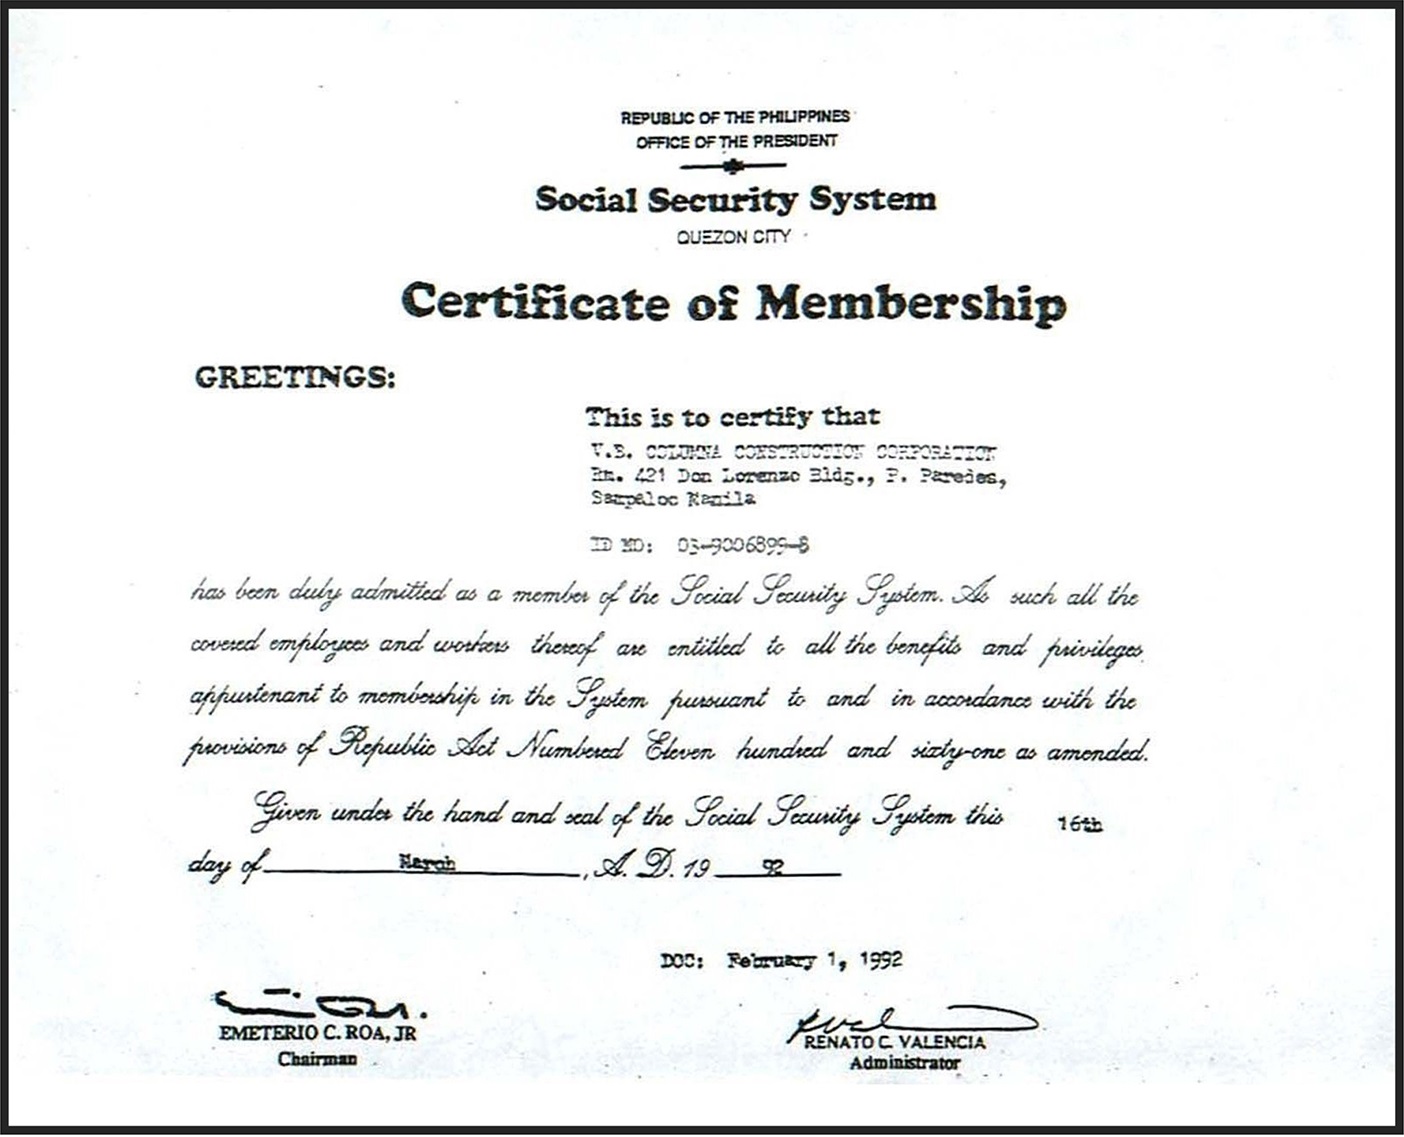 REPUBLIC OF THE PHILIPPINES
OFFICE OF THE PRESIDENT
Social Security System
QUEZON CITY
Certificate of Membership
GREETINGS:
This is to certify that
V.E. COLUMNA CONSTRUCTION CORPORATION
Rm. 421 Don Lorenzo Bldg., P. Paredes,
Sampaloc Manila
ID NO: 03-9006899-8
has been duly admitted as a member of the Social Security System. As such all the
covered employees and workers thereof are entitled to all the benefits and privileges
appurtenant to membership in the System pursuant to and in accordance with the
provisions of Republic Act Numbered Eleven hundred and sixty-one as amended.
Given under the hand and seal of the Social Security System this 16th
day of March, A. D. 19 92
DOC: February 1, 1992
EMETERIO C. ROA, JR
Chairman
RENATO C. VALENCIA
Administrator